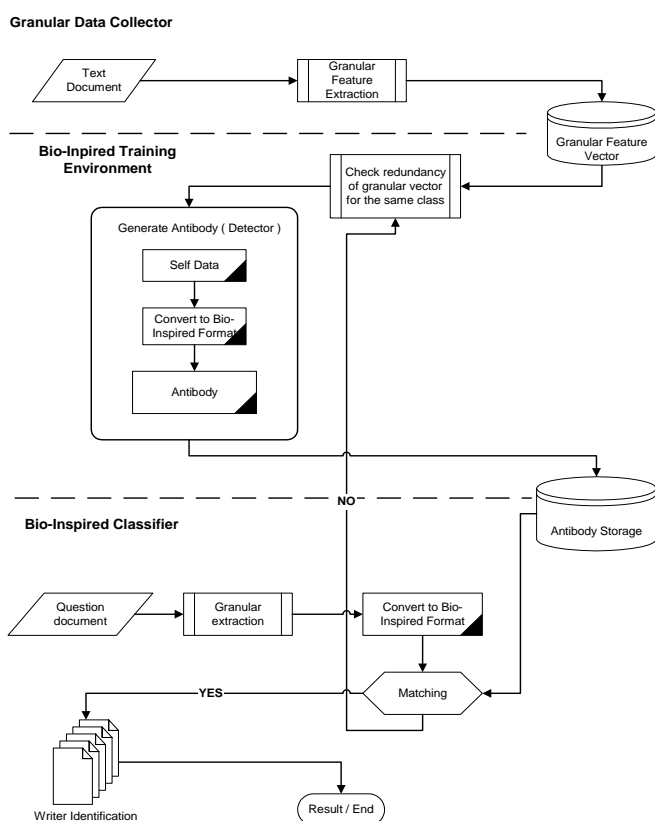 Granular Data Collector
Text
Document
Granular
Feature
Extraction
Granular Feature
Vector
Bio-Inpired Training
Environment
Check redundancy
of granular vector
for the same class
Generate Antibody ( Detector )
Self Data
Convert to Bio-
Inspired Format
Antibody
NO
Antibody Storage
Bio-Inspired Classifier
Question
document
Granular
extraction
Convert to Bio-
Inspired Format
Matching
YES
Writer Identification
Result / End